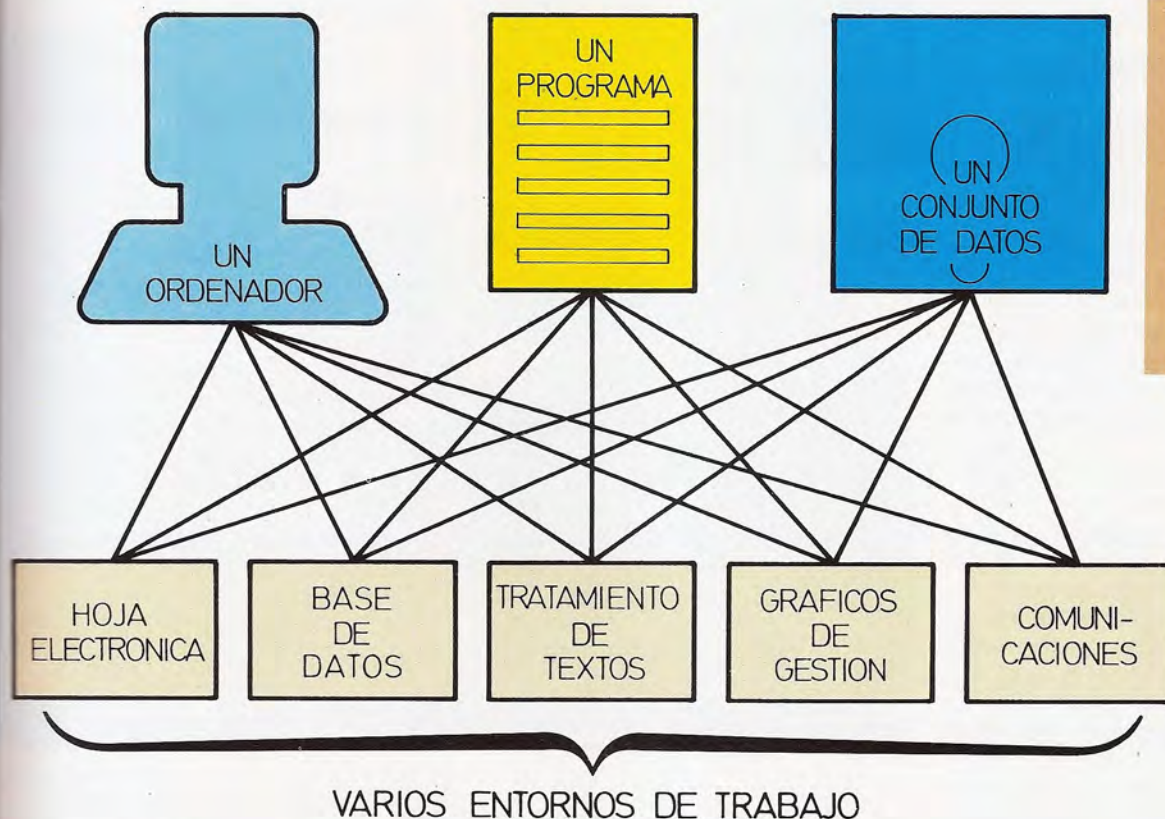 UN
ORDENADOR
UN
PROGRAMA
UN
CONJUNTO
DE DATOS
HOJA
ELECTRONICA
BASE
DE
DATOS
TRATAMIENTO
DE
TEXTOS
GRAFICOS
DE
GESTION
COMUNI-
CACIONES
VARIOS ENTORNOS DE TRABAJO